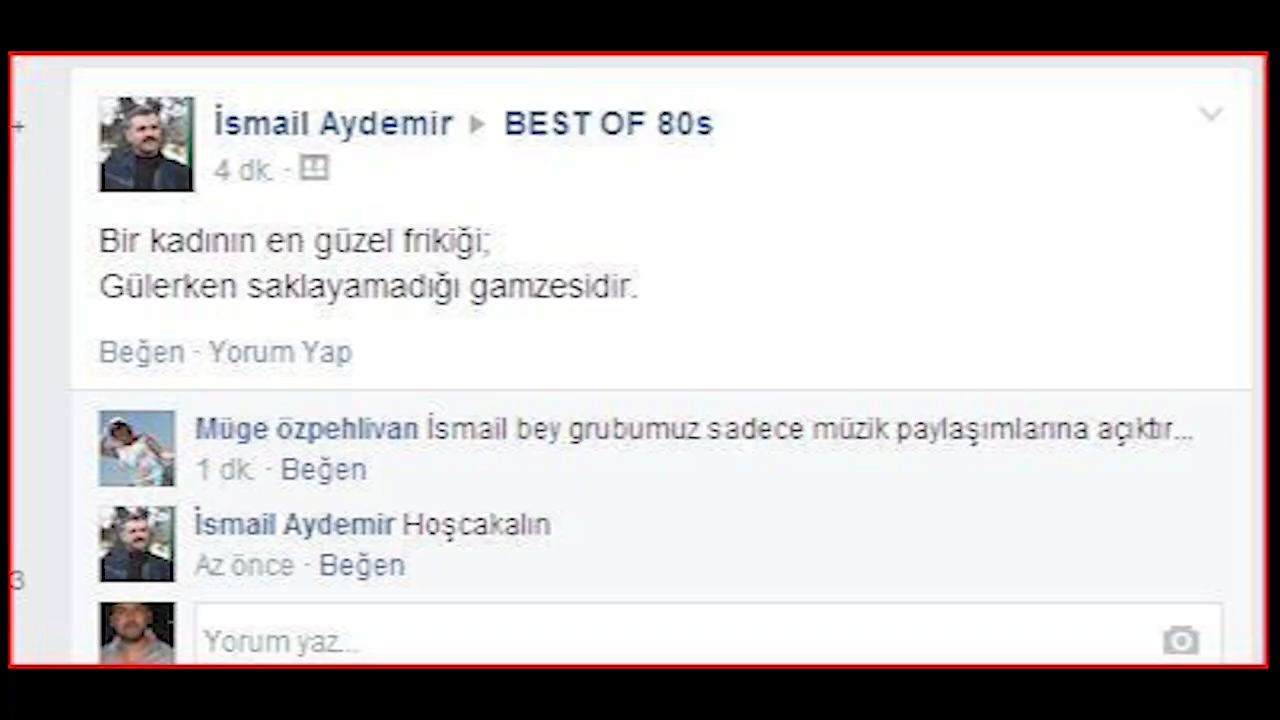 İsmail Aydemir ▸ BEST OF 80s
4 dk. ·
Bir kadının en güzel frikiği;
Gülerken saklayamadığı gamzesidir.
Beğen · Yorum Yap
Müge özpehlivan İsmail bey grubumuz sadece müzik paylaşımlarına açıktır...
1 dk. · Beğen
İsmail Aydemir Hoşcakalın
Az önce · Beğen
3
Yorum yaz...